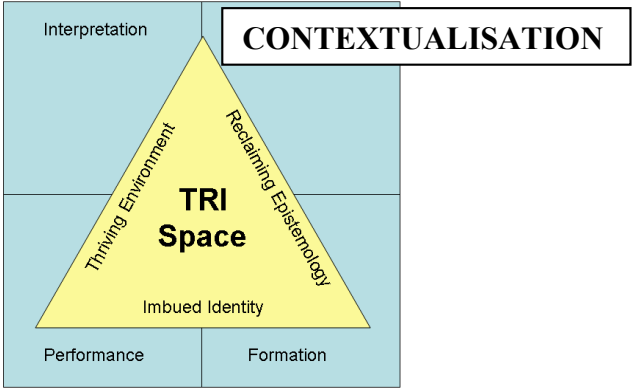 Interpretation
CONTEXTUALISATION
Thriving Environment
Reclaiming Epistemology
TRI
Space
Imbued Identity
Performance
Formation